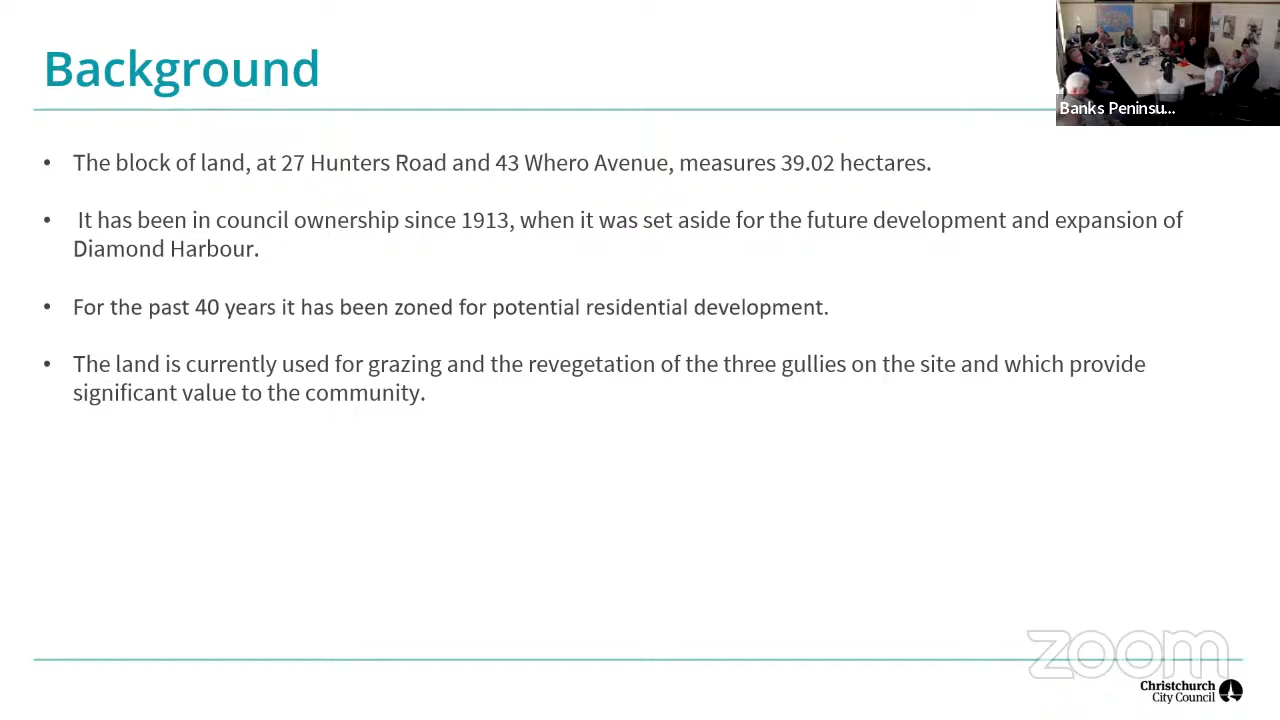 Background
Banks Peninsu...
• The block of land, at 27 Hunters Road and 43 Whero Avenue, measures 39.02 hectares.
• It has been in council ownership since 1913, when it was set aside for the future development and expansion of
Diamond Harbour.
• For the past 40 years it has been zoned for potential residential development.
• The land is currently used for grazing and the revegetation of the three gullies on the site and which provide
significant value to the community.
zoom
Christchurch
City Council